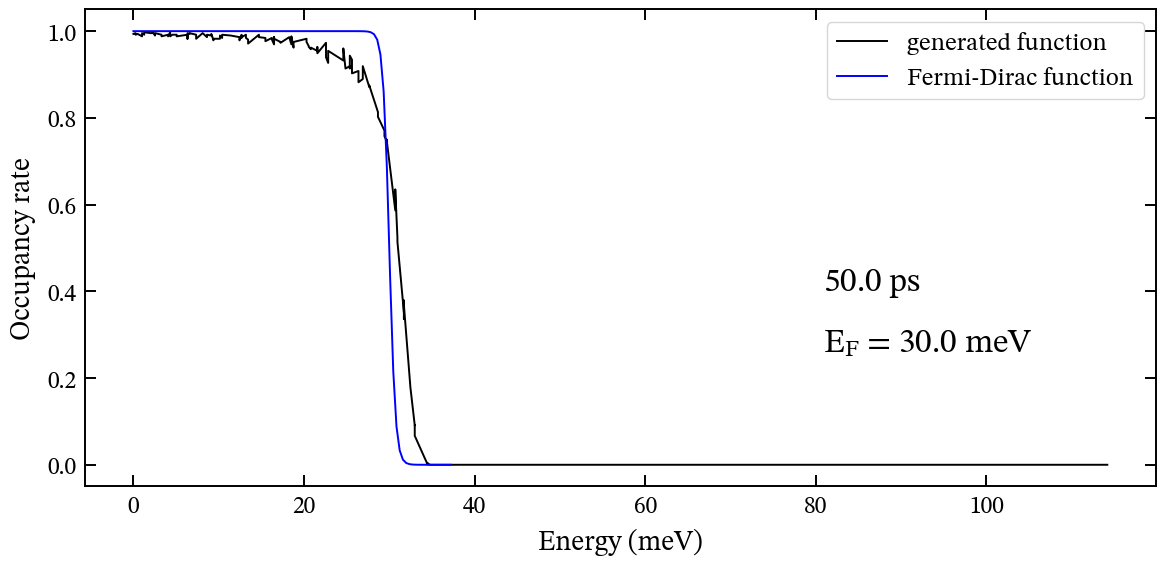 generated function
Fermi-Dirac function
50.0 ps
E_F = 30.0 meV
Occupancy rate
1.0
0.8
0.6
0.4
0.2
0.0
0 20 40 60 80 100
Energy (meV)